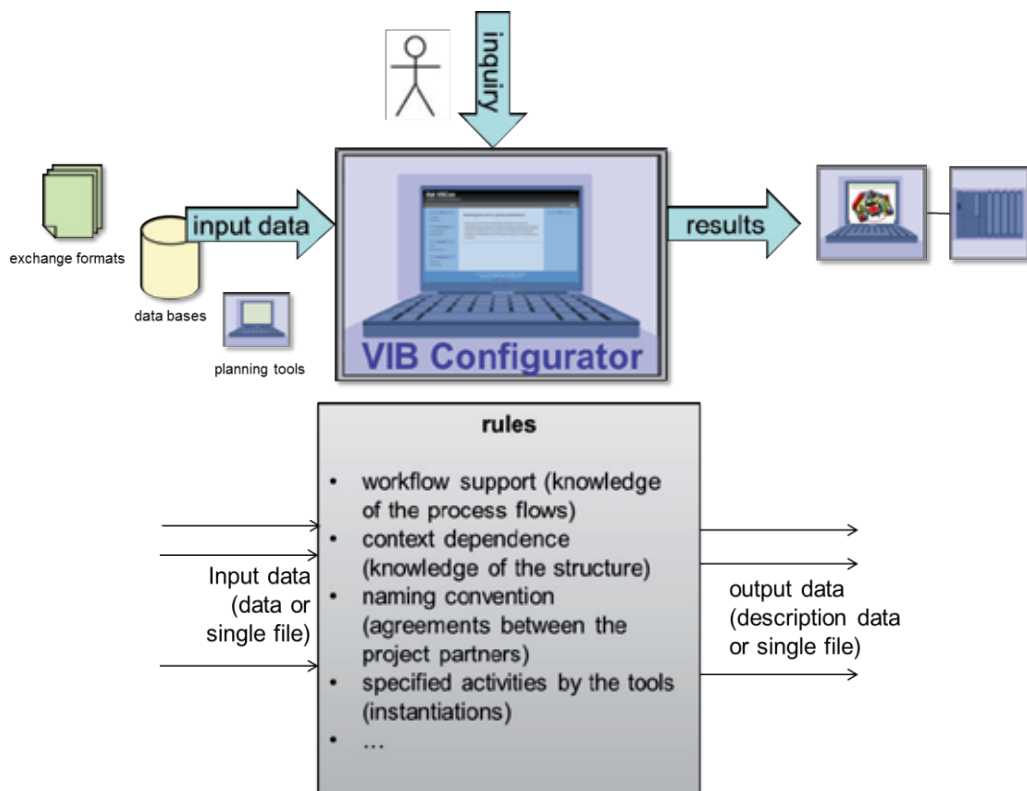 inquiry
exchange formats
input data
data bases
planning tools
VIB Configurator
results
rules
• workflow support (knowledge
of the process flows)
• context dependence
(knowledge of the structure)
• naming convention
(agreements between the
project partners)
• specified activities by the tools
(instantiations)
• ...
Input data
(data or
single file)
output data
(description data
or single file)